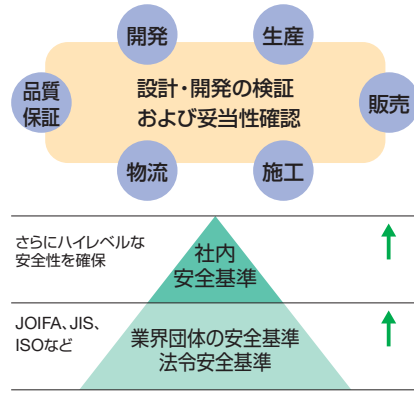 開発
生産
品質
保証
設計・開発の検証
および妥当性確認
販売
物流
施工
さらにハイレベルな
安全性を確保
社内
安全基準
JOIFA、JIS、
ISOなど
業界団体の安全基準
法令安全基準